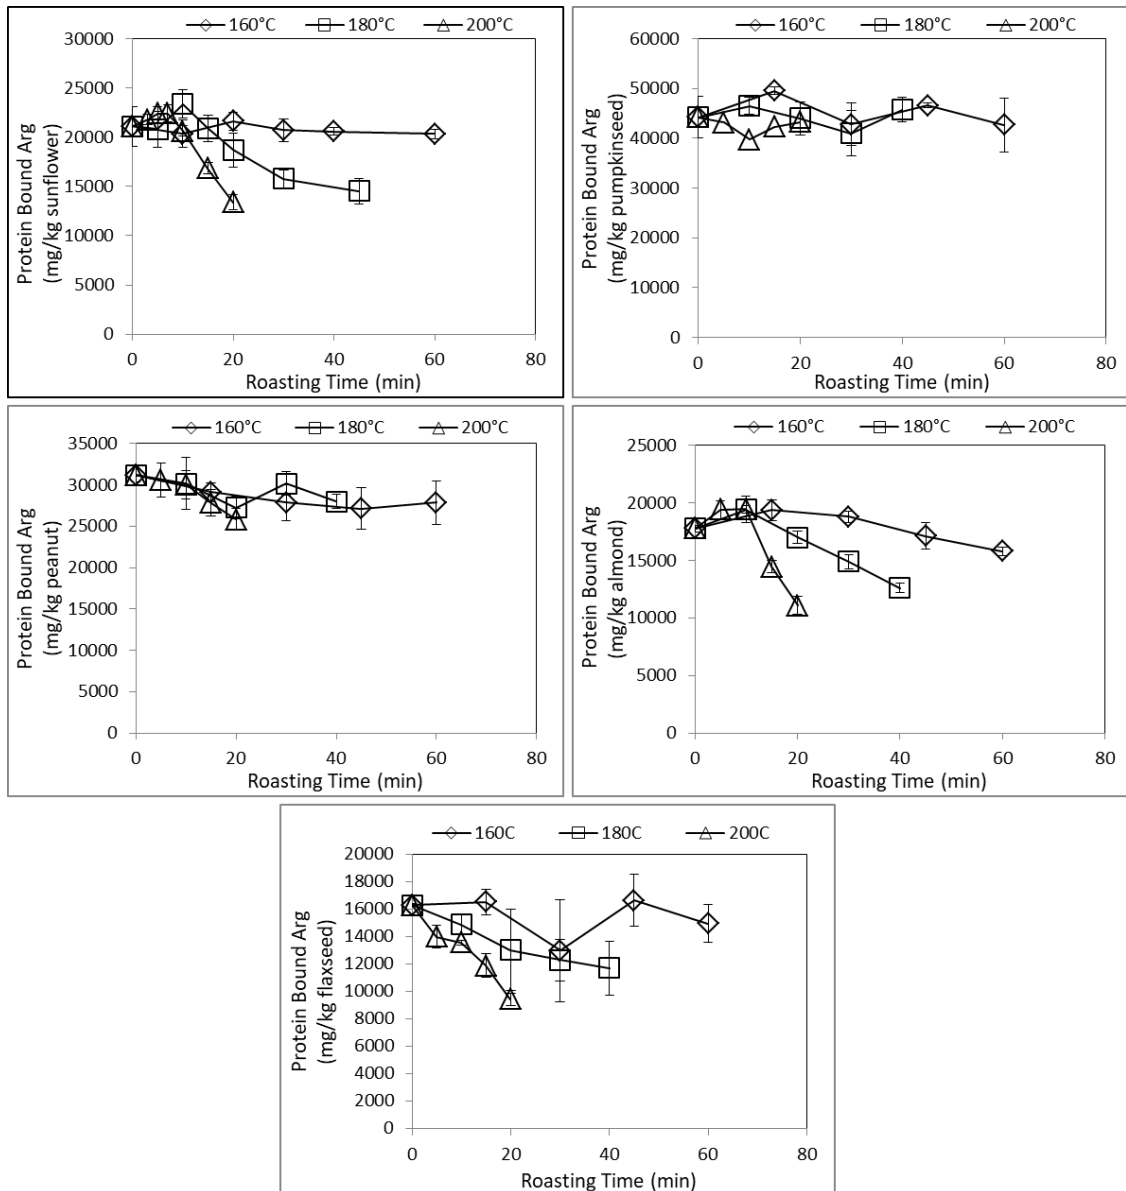 160°C 180°C 200°C
30000
25000
20000
15000
10000
5000
0
0 20 40 60 80
Protein Bound Arg
(mg/kg sunflower)
Roasting Time (min)
160°C 180°C 200°C
60000
50000
40000
30000
20000
10000
0
0 20 40 60 80
Protein Bound Arg
(mg/kg pumpkinseed)
Roasting Time (min)
160°C 180°C 200°C
35000
30000
25000
20000
15000
10000
5000
0
0 20 40 60 80
Protein Bound Arg
(mg/kg peanut)
Roasting Time (min)
160°C 180°C 200°C
25000
20000
15000
10000
5000
0
0 20 40 60 80
Protein Bound Arg
(mg/kg almond)
Roasting Time (min)
160C 180C 200C
20000
18000
16000
14000
12000
10000
8000
6000
4000
2000
0
0 20 40 60 80
Protein Bound Arg
(mg/kg flaxseed)
Roasting Time (min)